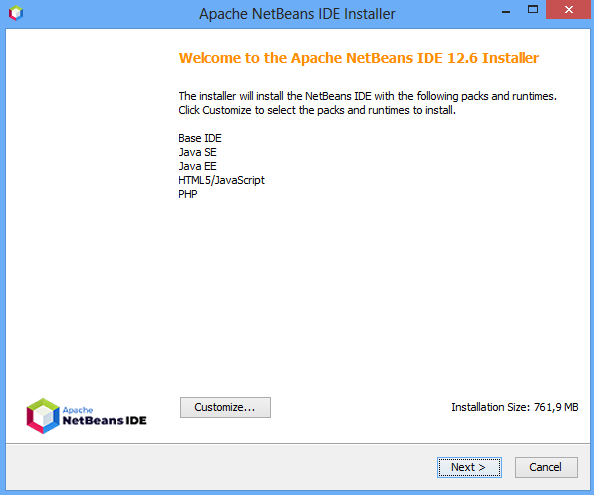 Apache NetBeans IDE Installer
Welcome to the Apache NetBeans IDE 12.6 Installer
The installer will install the NetBeans IDE with the following packs and runtimes.
Click Customize to select the packs and runtimes to install.
Base IDE
Java SE
Java EE
HTML5/JavaScript
PHP
Apache
NetBeans IDE
Customize...
Installation Size: 761,9 MB
Next >
Cancel